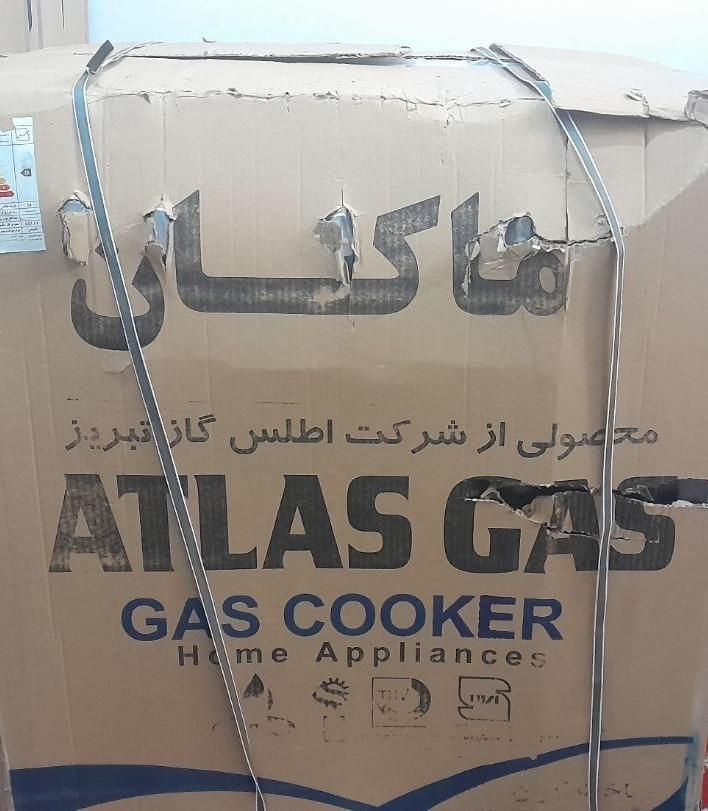 ماکان
محصولی از شرکت اطلس گاز تبریز
ATLAS GAS
GAS COOKER
Home Appliances